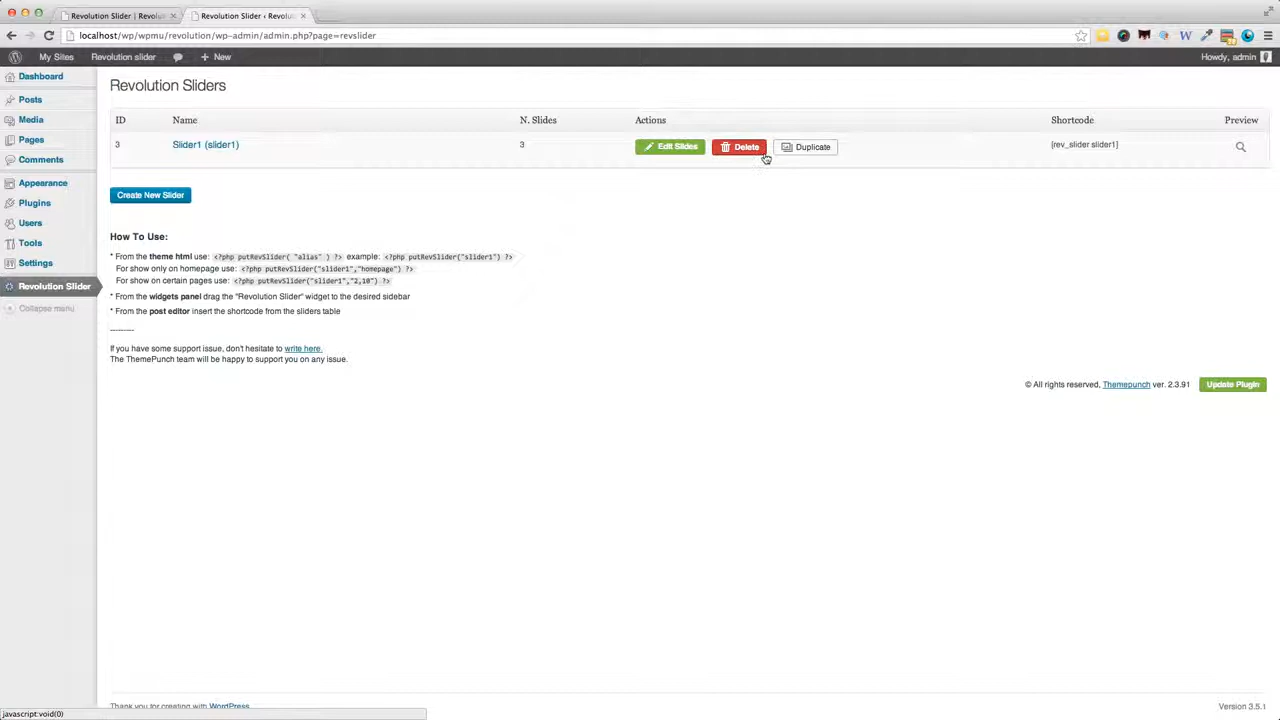 Revolution Slider | Revolu
Revolution Slider ‹ Revolu
localhost/wp/wpmu/revolution/wp-admin/admin.php?page=revslider
My Sites
Revolution slider
+ New
Howdy, admin
Dashboard
Posts
Media
Pages
Comments
Appearance
Plugins
Users
Tools
Settings
Revolution Slider
Collapse menu
Revolution Sliders
ID Name N. Slides Actions Shortcode Preview
3 Slider1 (slider1) 3 Edit Slides Delete Duplicate [rev_slider slider1]
Create New Slider
How To Use:
* From the theme html use: <?php putRevSlider( "alias" ) ?> example: <?php putRevSlider("slider1") ?>
For show only on homepage use: <?php putRevSlider("slider1","homepage") ?>
For show on certain pages use: <?php putRevSlider("slider1","2,10") ?>
* From the widgets panel drag the "Revolution Slider" widget to the desired sidebar
* From the post editor insert the shortcode from the sliders table
---------
If you have some support issue, don't hesitate to write here.
The ThemePunch team will be happy to support you on any issue.
© All rights reserved, Themepunch ver. 2.3.91 Update Plugin
Thank you for creating with WordPress
Version 3.5.1
javascript:void(0)